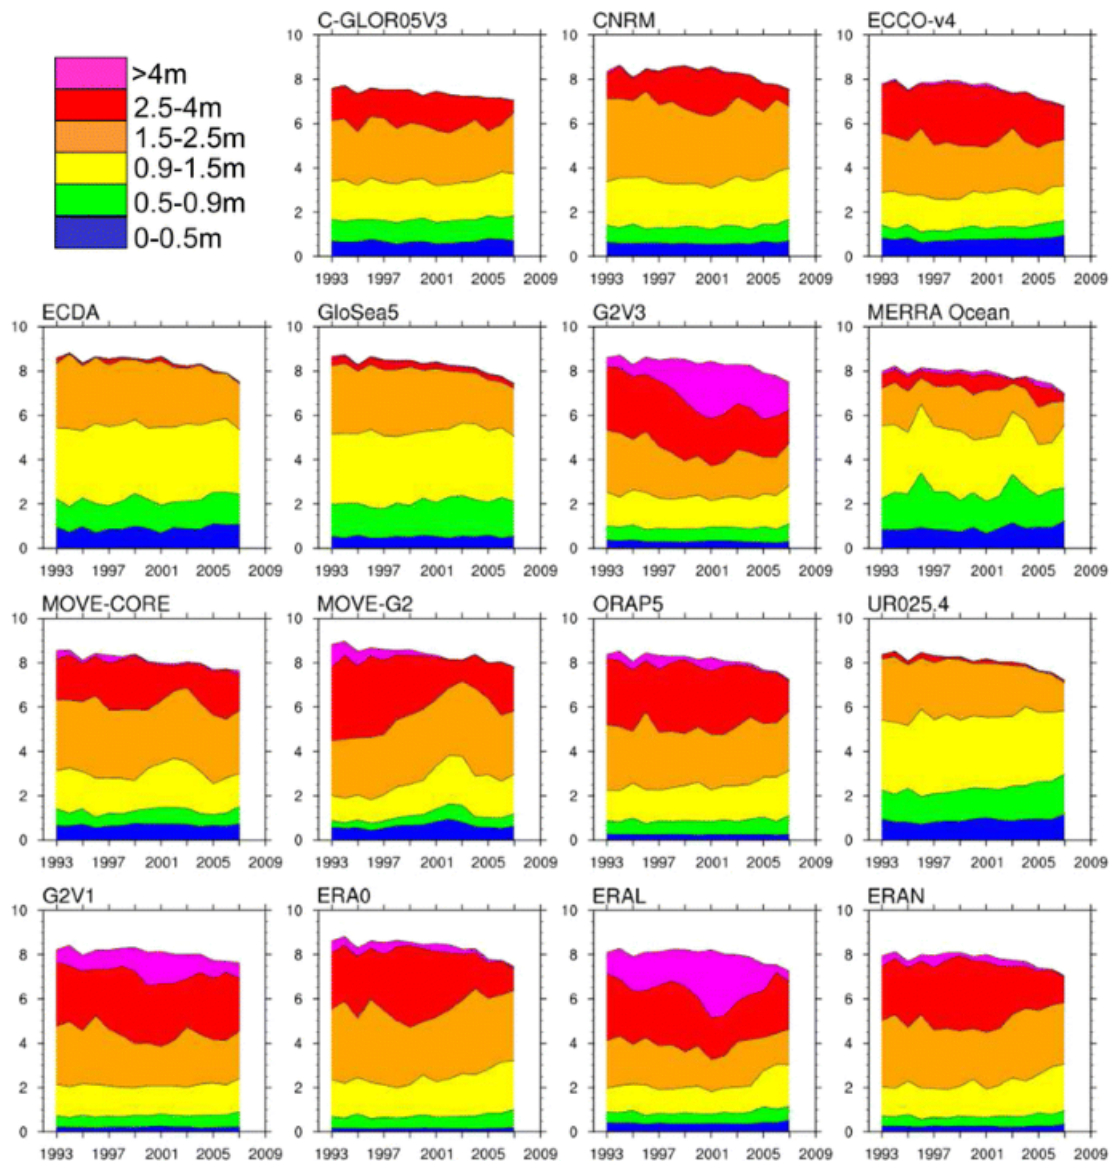 C-GLOR05V3 CNRM ECCO-v4
>4m
2.5-4m
1.5-2.5m
0.9-1.5m
0.5-0.9m
0-0.5m
10 10 10
8 8 8
6 6 6
4 4 4
2 2 2
0 0 0
1993 1997 2001 2005 2009 1993 1997 2001 2005 2009 1993 1997 2001 2005 2009
ECDA GloSea5 G2V3 MERRA Ocean
10 10 10 10
8 8 8 8
6 6 6 6
4 4 4 4
2 2 2 2
0 0 0 0
1993 1997 2001 2005 2009 1993 1997 2001 2005 2009 1993 1997 2001 2005 2009 1993 1997 2001 2005 2009
MOVE-CORE MOVE-G2 ORAP5 UR025.4
10 10 10 10
8 8 8 8
6 6 6 6
4 4 4 4
2 2 2 2
0 0 0 0
1993 1997 2001 2005 2009 1993 1997 2001 2005 2009 1993 1997 2001 2005 2009 1993 1997 2001 2005 2009
G2V1 ERA0 ERAL ERAN
10 10 10 10
8 8 8 8
6 6 6 6
4 4 4 4
2 2 2 2
0 0 0 0
1993 1997 2001 2005 2009 1993 1997 2001 2005 2009 1993 1997 2001 2005 2009 1993 1997 2001 2005 2009